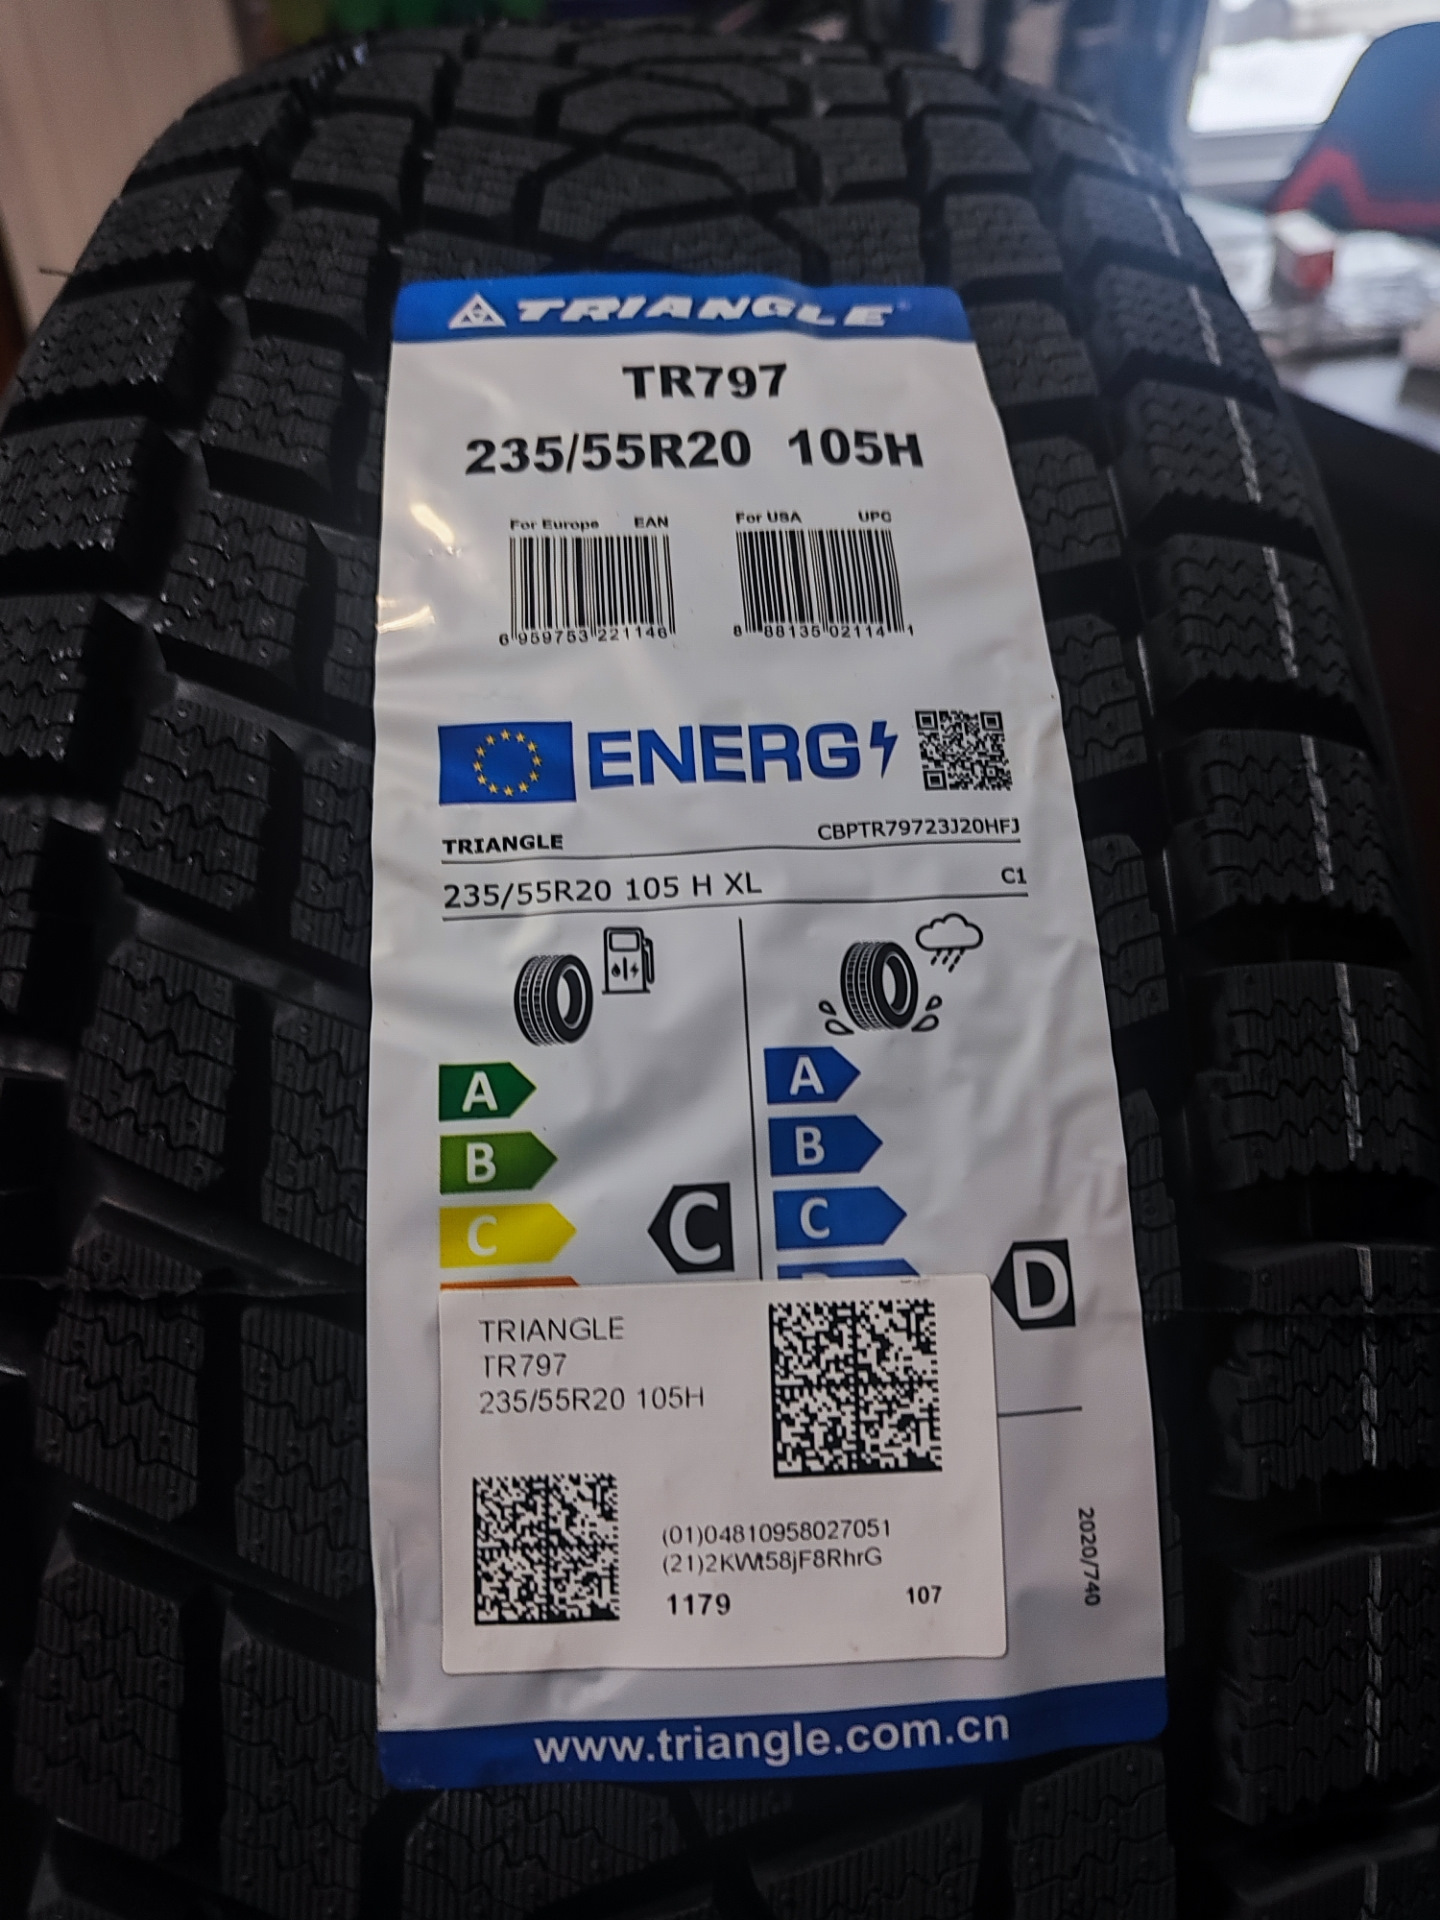 TRIANGLE
TR797
235/55R20 105H
For Europe EAN
For USA UPC
6 959753 221146
8 88135 02114 1
ENERG
TRIANGLE
CBPTR79723J20HFJ
235/55R20 105 H XL
C1
A
B
C
C
A
B
C
D
TRIANGLE
TR797
235/55R20 105H
(01)04810958027051
(21)2KWt58jF8RhrG
1179
107
2020/740
www.triangle.com.cn